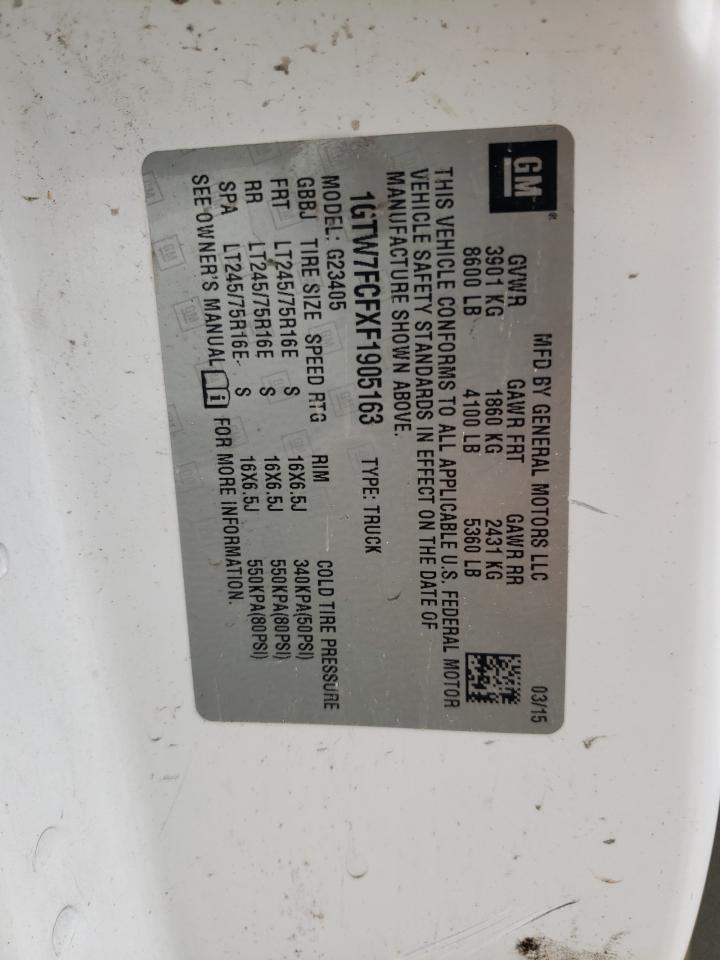 GM
MFD. BY GENERAL MOTORS LLC 03/15
GVWR GAWR FRT GAWR RR
3901 KG 1860 KG 2431 KG
8600 LB 4100 LB 5360 LB
THIS VEHICLE CONFORMS TO ALL APPLICABLE U.S. FEDERAL MOTOR
VEHICLE SAFETY STANDARDS IN EFFECT ON THE DATE OF
MANUFACTURE SHOWN ABOVE.
1GTW7FCFXF1905163 TYPE: TRUCK
MODEL: G23405
GBBJ TIRE SIZE SPEED RTG RIM COLD TIRE PRESSURE
FRT LT245/75R16E S 16X6.5J 340KPA(50PSI)
RR LT245/75R16E S 16X6.5J 550KPA(80PSI)
SPA LT245/75R16E S 16X6.5J 550KPA(80PSI)
SEE OWNER'S MANUAL i FOR MORE INFORMATION.